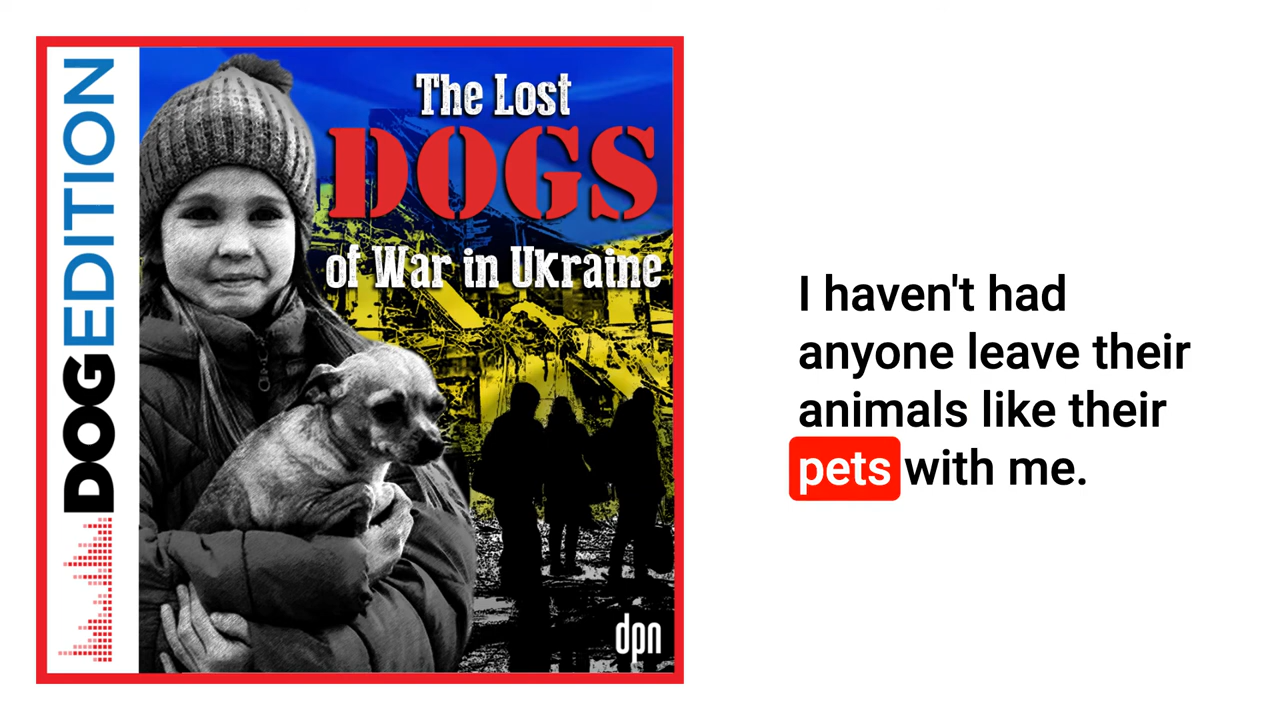 DOGEDITION
The Lost
DOGS
of War in Ukraine
dpn
I haven't had
anyone leave their
animals like their
pets with me.